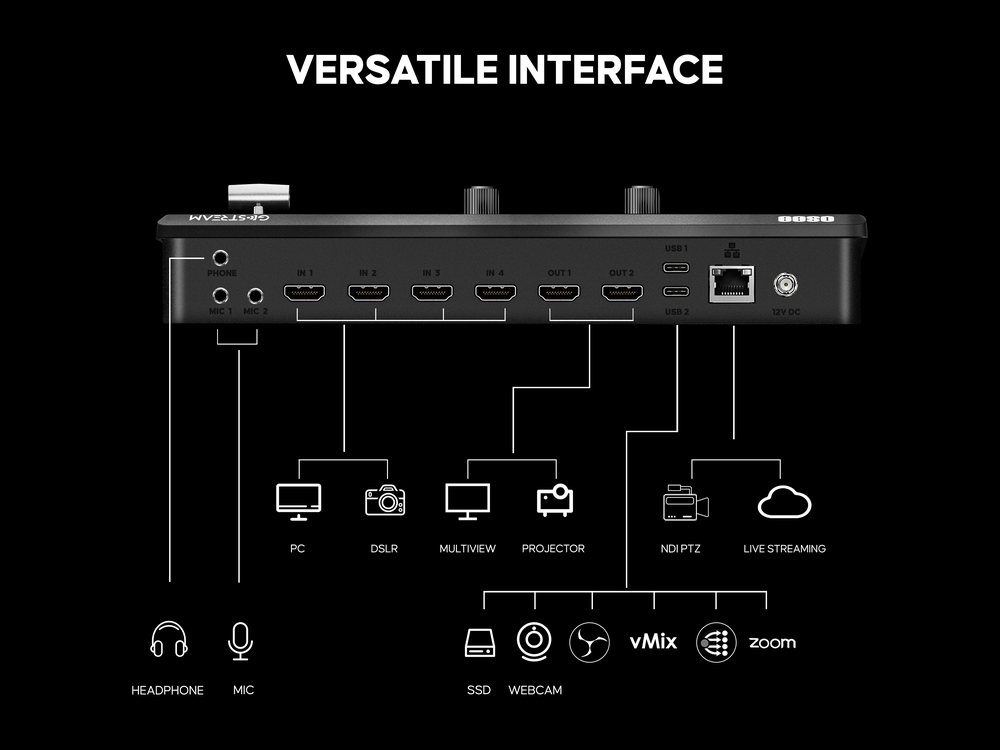 VERSATILE INTERFACE
GoStream
0880
PHONE
IN 1 IN 2 IN 3 IN 4 OUT 1 OUT 2
USB 1
MIC 1 MIC 2
USB 2
12V DC
PC
DSLR
MULTIVIEW
PROJECTOR
NDI PTZ
LIVE STREAMING
vMix
zoom
HEADPHONE
MIC
SSD
WEBCAM